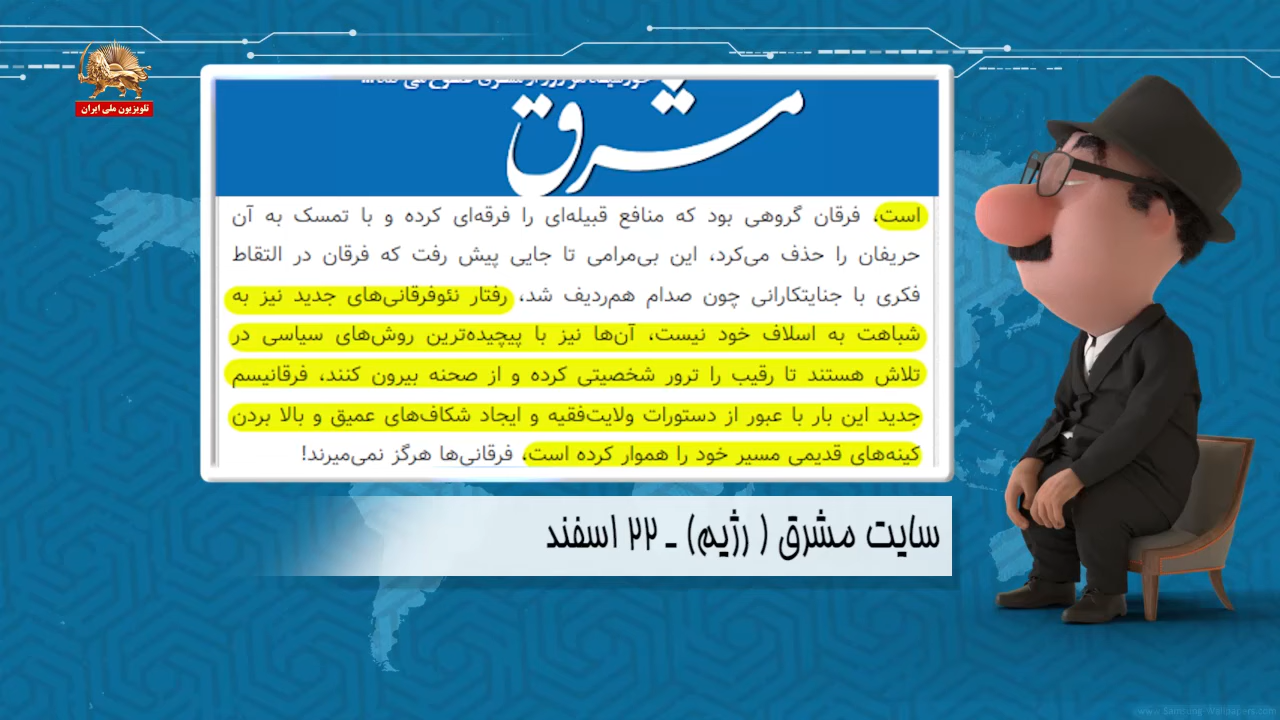 تلویزیون ملی ایران
مشرق
است، فرقان گروهی بود که منافع قبیله‌ای را فرقه‌ای کرده و با تمسک به آن
حریفان را حذف می‌کرد، این بی‌مرامی تا جایی پیش رفت که فرقان در التقاط
فکری با جنایتکارانی چون صدام هم‌ردیف شد، رفتار نئوفرقانی‌های جدید نیز به
شباهت به اسلاف خود نیست، آن‌ها نیز با پیچیده‌ترین روش‌های سیاسی در
تلاش هستند تا رقیب را ترور شخصیتی کرده و از صحنه بیرون کنند، فرقانیسم
جدید این بار با عبور از دستورات ولایت‌فقیه و ایجاد شکاف‌های عمیق و بالا بردن
کینه‌های قدیمی مسیر خود را هموار کرده است، فرقانی‌ها هرگز نمی‌میرند!
سایت مشرق ( رژیم) ـ ۲۲ اسفند